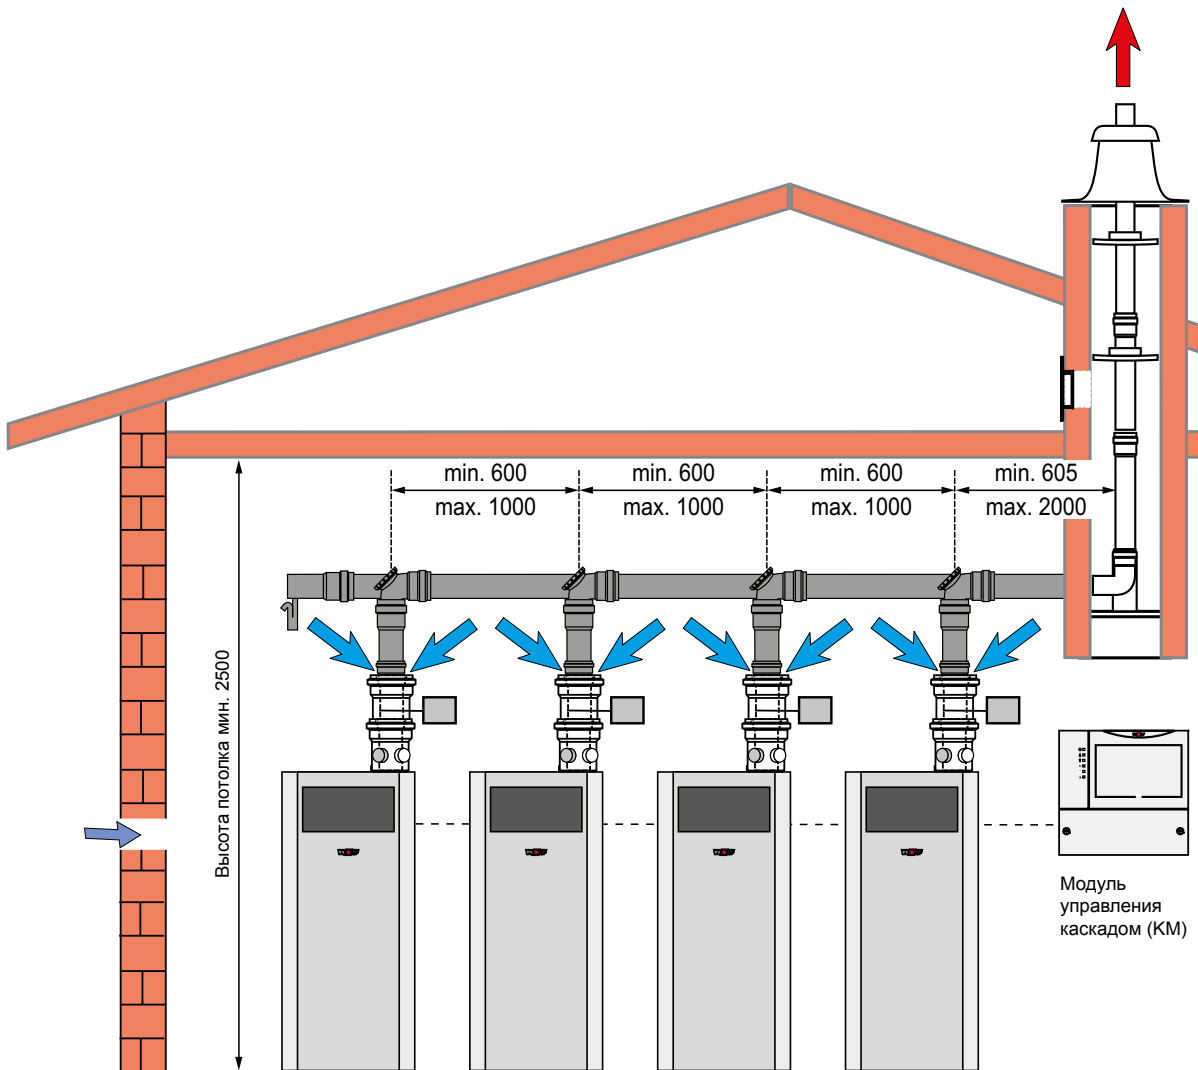 min. 600
max. 1000
min. 600
max. 1000
min. 600
max. 1000
min. 605
max. 2000
Высота потолка мин. 2500
Модуль
управления
каскадом (KM)